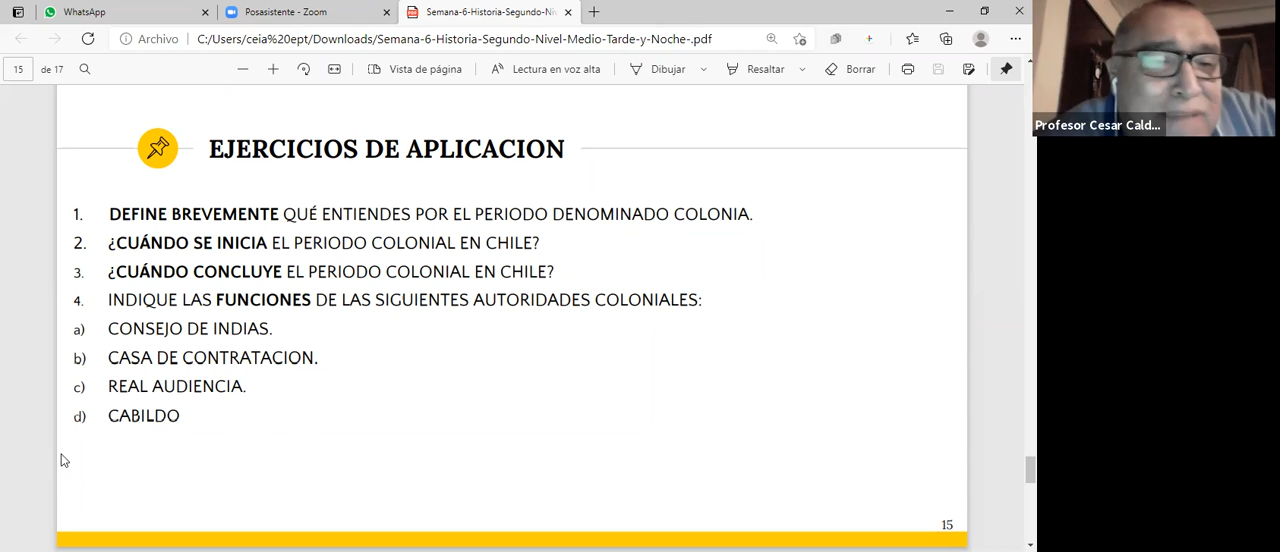 WhatsApp
Posasistente - Zoom
Semana-6-Historia-Segundo-Niv
Archivo
C:/Users/ceia%20ept/Downloads/Semana-6-Historia-Segundo-Nivel-Medio-Tarde-y-Noche-.pdf
15 de 17
Vista de página
Lectura en voz alta
Dibujar
Resaltar
Borrar
Profesor Cesar Cald...
EJERCICIOS DE APLICACION
1. DEFINE BREVEMENTE QUÉ ENTIENDES POR EL PERIODO DENOMINADO COLONIA.
2. ¿CUÁNDO SE INICIA EL PERIODO COLONIAL EN CHILE?
3. ¿CUÁNDO CONCLUYE EL PERIODO COLONIAL EN CHILE?
4. INDIQUE LAS FUNCIONES DE LAS SIGUIENTES AUTORIDADES COLONIALES:
a) CONSEJO DE INDIAS.
b) CASA DE CONTRATACION.
c) REAL AUDIENCIA.
d) CABILDO
15